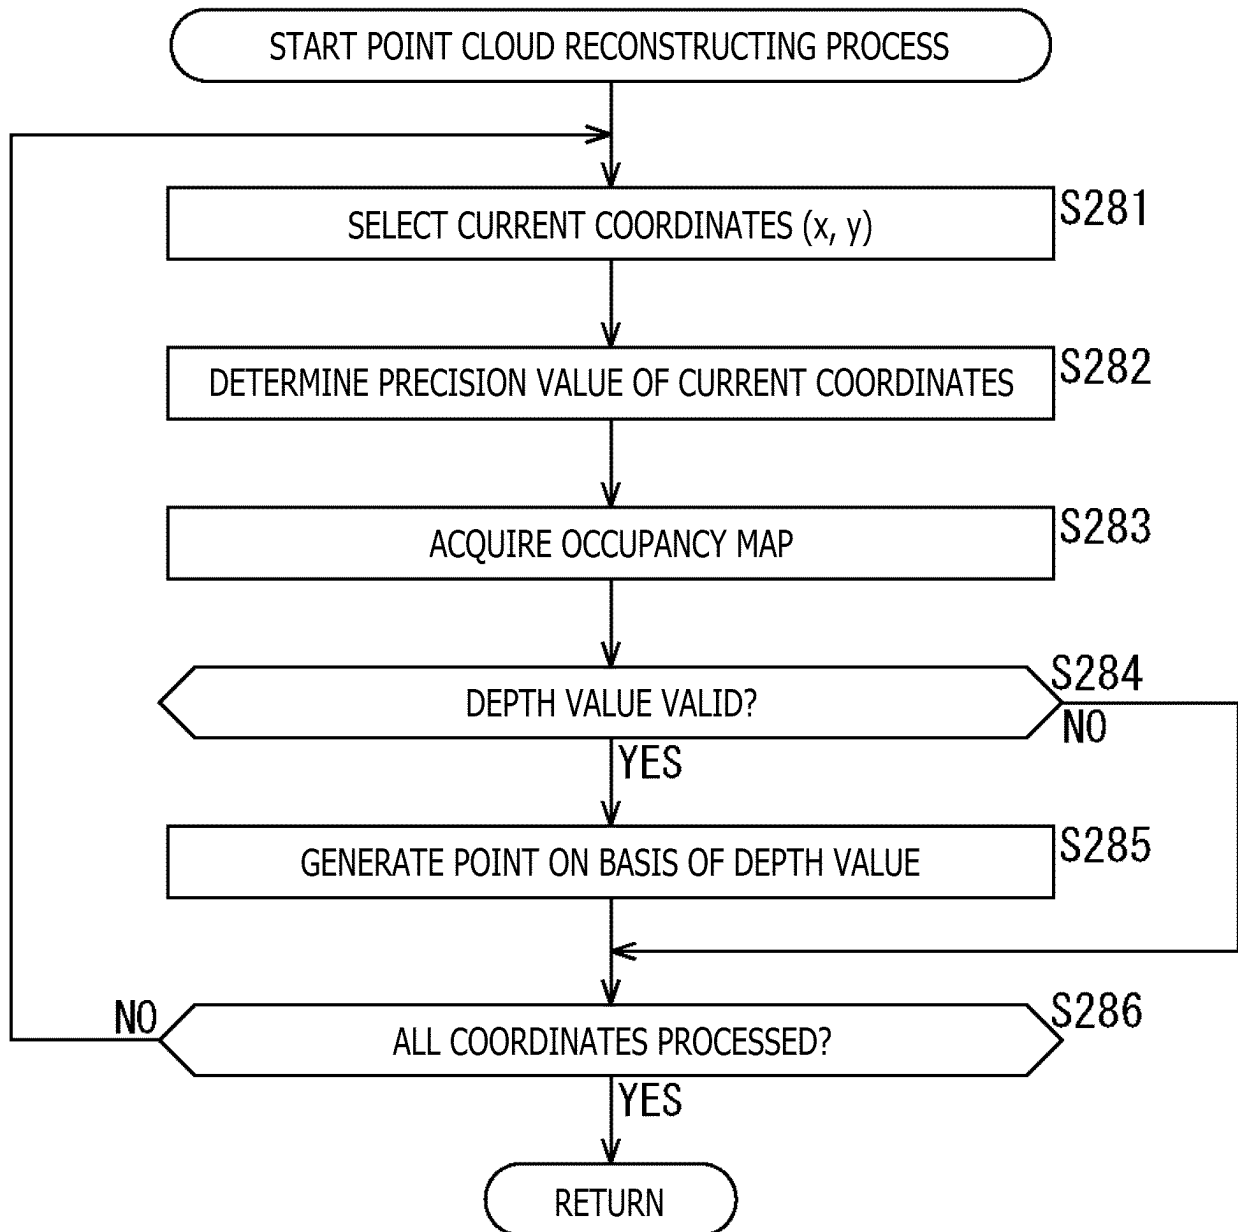 START POINT CLOUD RECONSTRUCTING PROCESS
SELECT CURRENT COORDINATES (x, y)
S281
DETERMINE PRECISION VALUE OF CURRENT COORDINATES
S282
ACQUIRE OCCUPANCY MAP
S283
DEPTH VALUE VALID?
S284
NO
YES
GENERATE POINT ON BASIS OF DEPTH VALUE
S285
NO
ALL COORDINATES PROCESSED?
S286
YES
RETURN